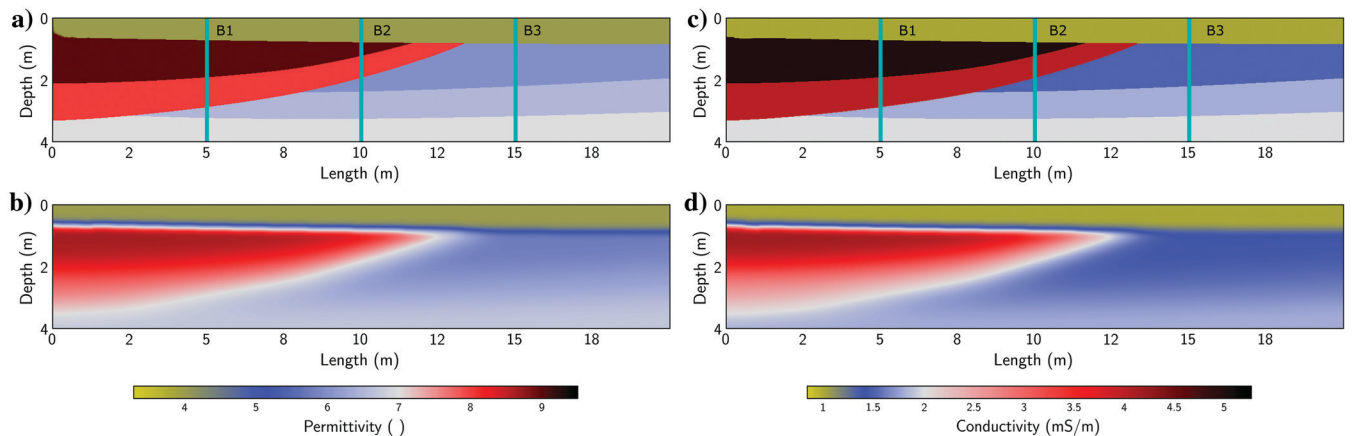 a)
0
2
4
Depth (m)
B1 B2 B3
0 2 5 8 10 12 15 18
Length (m)
c)
0
2
4
Depth (m)
B1 B2 B3
0 2 5 8 10 12 15 18
Length (m)
b)
0
2
4
Depth (m)
0 2 5 8 10 12 15 18
Length (m)
d)
0
2
4
Depth (m)
0 2 5 8 10 12 15 18
Length (m)
4 5 6 7 8 9
Permittivity ( )
1 1.5 2 2.5 3 3.5 4 4.5 5
Conductivity (mS/m)